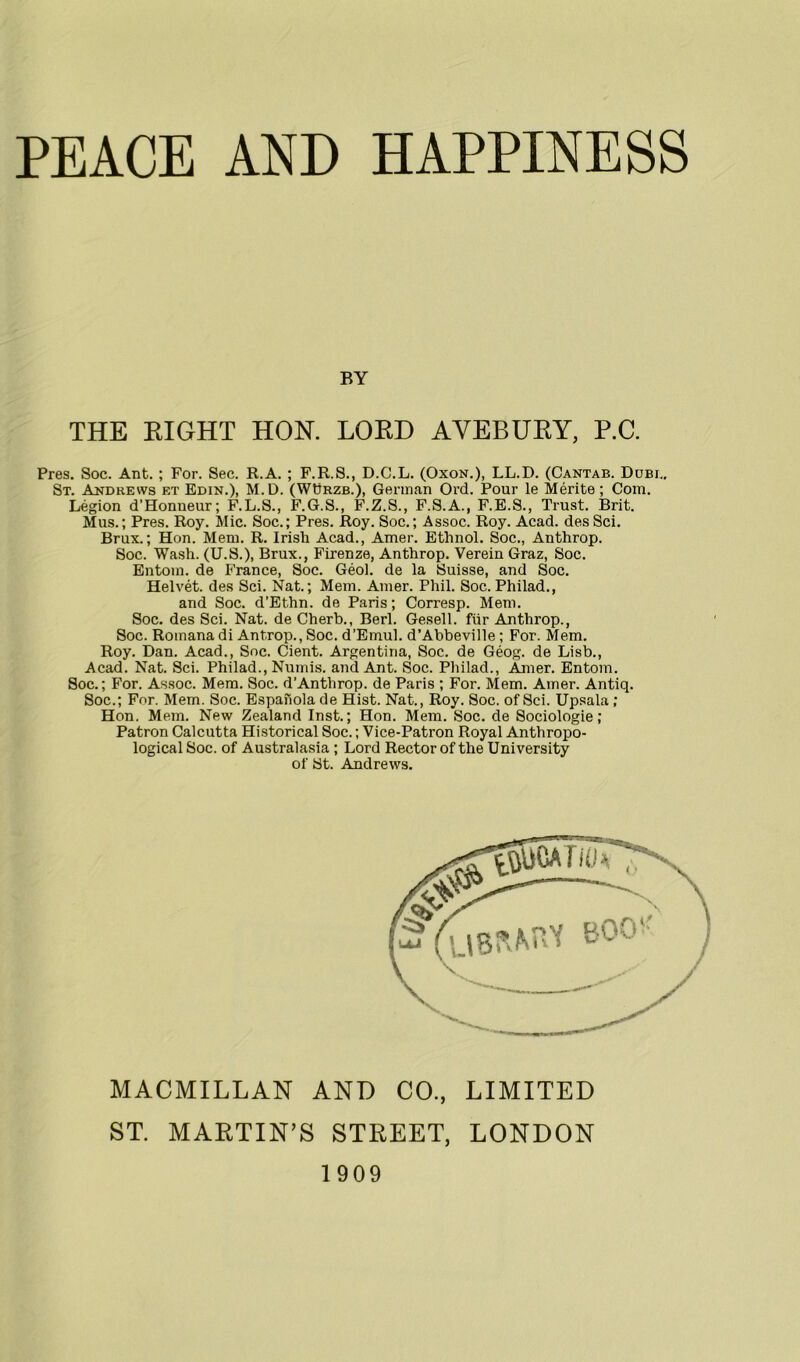 PEACE AND HAPPINESS
BY
THE RIGHT HON. LORD AVEBURY, P.C.
Pres. Soc. Ant. ; For. Sec. R.A. ; F.R.S., D.C.L. (Oxon.), LL.D. (Cantab. Dubl.,
St. Andrews et Edin.), M.D. (Würzb.), German Ord. Pour le Mérite ; Com.
Légion d'Honneur; F.L.S., F.G.S., F.Z.S., F.S.A., F.E.S., Trust. Brit.
Mus.; Pres. Roy. Mic. Soc.; Pres. Roy. Soc.; Assoc. Roy. Acad. des Sci.
Brux.; Hon. Mem. R. Irish Acad., Amer. Ethnol. Soc., Anthrop.
Soc. Wash. (U.S.), Brux., Firenze, Anthrop. Verein Graz, Soc.
Entom. de France, Soc. Géol. de la Suisse, and Soc.
Helvét. des Sci. Nat.; Mem. Amer. Phil. Soc. Philad.,
and Soc. d'Ethn. de Paris; Corresp. Mem.
Soc. des Sci. Nat. de Cherb., Berl. Gesell. für Anthrop.,
Soc. Romana di Antrop., Soc. d'Emul. d'Abbeville ; For. Mem.
Roy. Dan. Acad., Soc. Cient. Argentina, Soc. de Géog. de Lisb.,
Acad. Nat. Sci. Philad., Numis. and Ant. Soc. Philad., Amer. Entom.
Soc.; For. Assoc. Mem. Soc. d'Anthrop. de Paris ; For. Mem. Amer. Antiq.
Soc.; For. Mem. Soc. Española de Hist. Nat., Roy. Soc. of Sci. Upsala ;
Hon. Mem. New Zealand Inst.; Hon. Mem. Soc. de Sociologie ;
Patron Calcutta Historical Soc.; Vice-Patron Royal Anthropo-
logical Soc. of Australasia ; Lord Rector of the University
of St. Andrews.
EDUCATION
LIBRARY BOOK
MACMILLAN AND CO., LIMITED
ST. MARTIN'S STREET, LONDON
1909